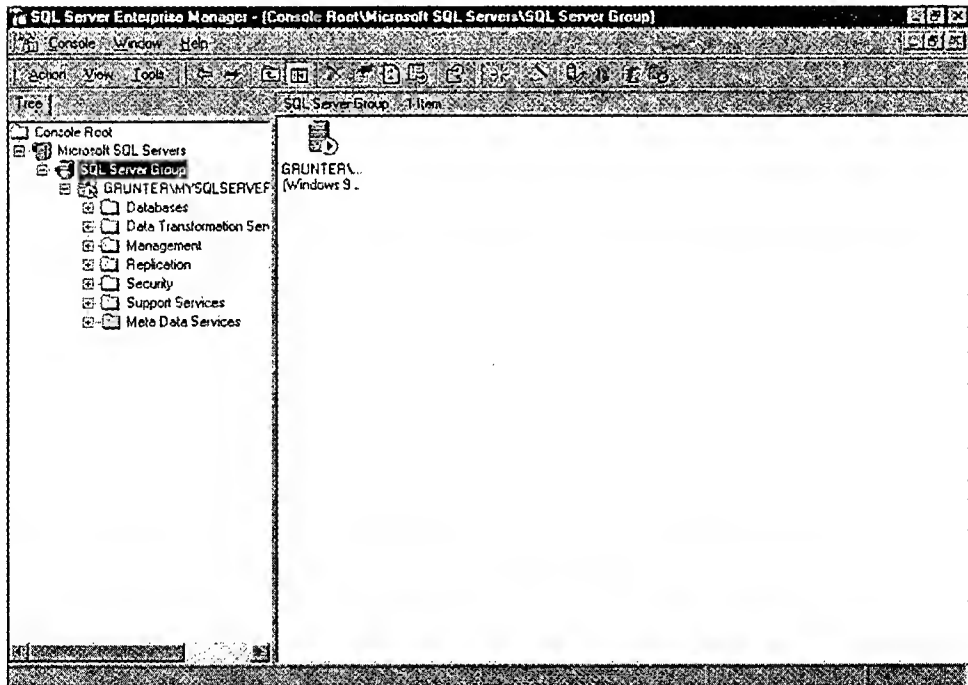 SQL Server Enterprise Manager - [Console Root\Microsoft SQL Servers\SQL Server Group]
Console Window Help
Action View Tools
Tree
SQL Server Group 1 Item
Console Root
Microsoft SQL Servers
SQL Server Group
GRUNTER\MYSQLSERVER
Databases
Data Transformation Ser
Management
Replication
Security
Support Services
Meta Data Services
GRUNTER\...
(Windows 9..